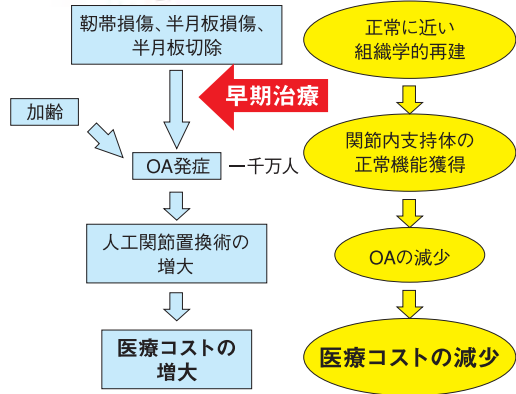 靭帯損傷、半月板損傷、
半月板切除
早期治療
加齢
OA発症
一千万人
人工関節置換術の
増大
医療コストの
増大
正常に近い
組織学的再建
関節内支持体の
正常機能獲得
OAの減少
医療コストの減少